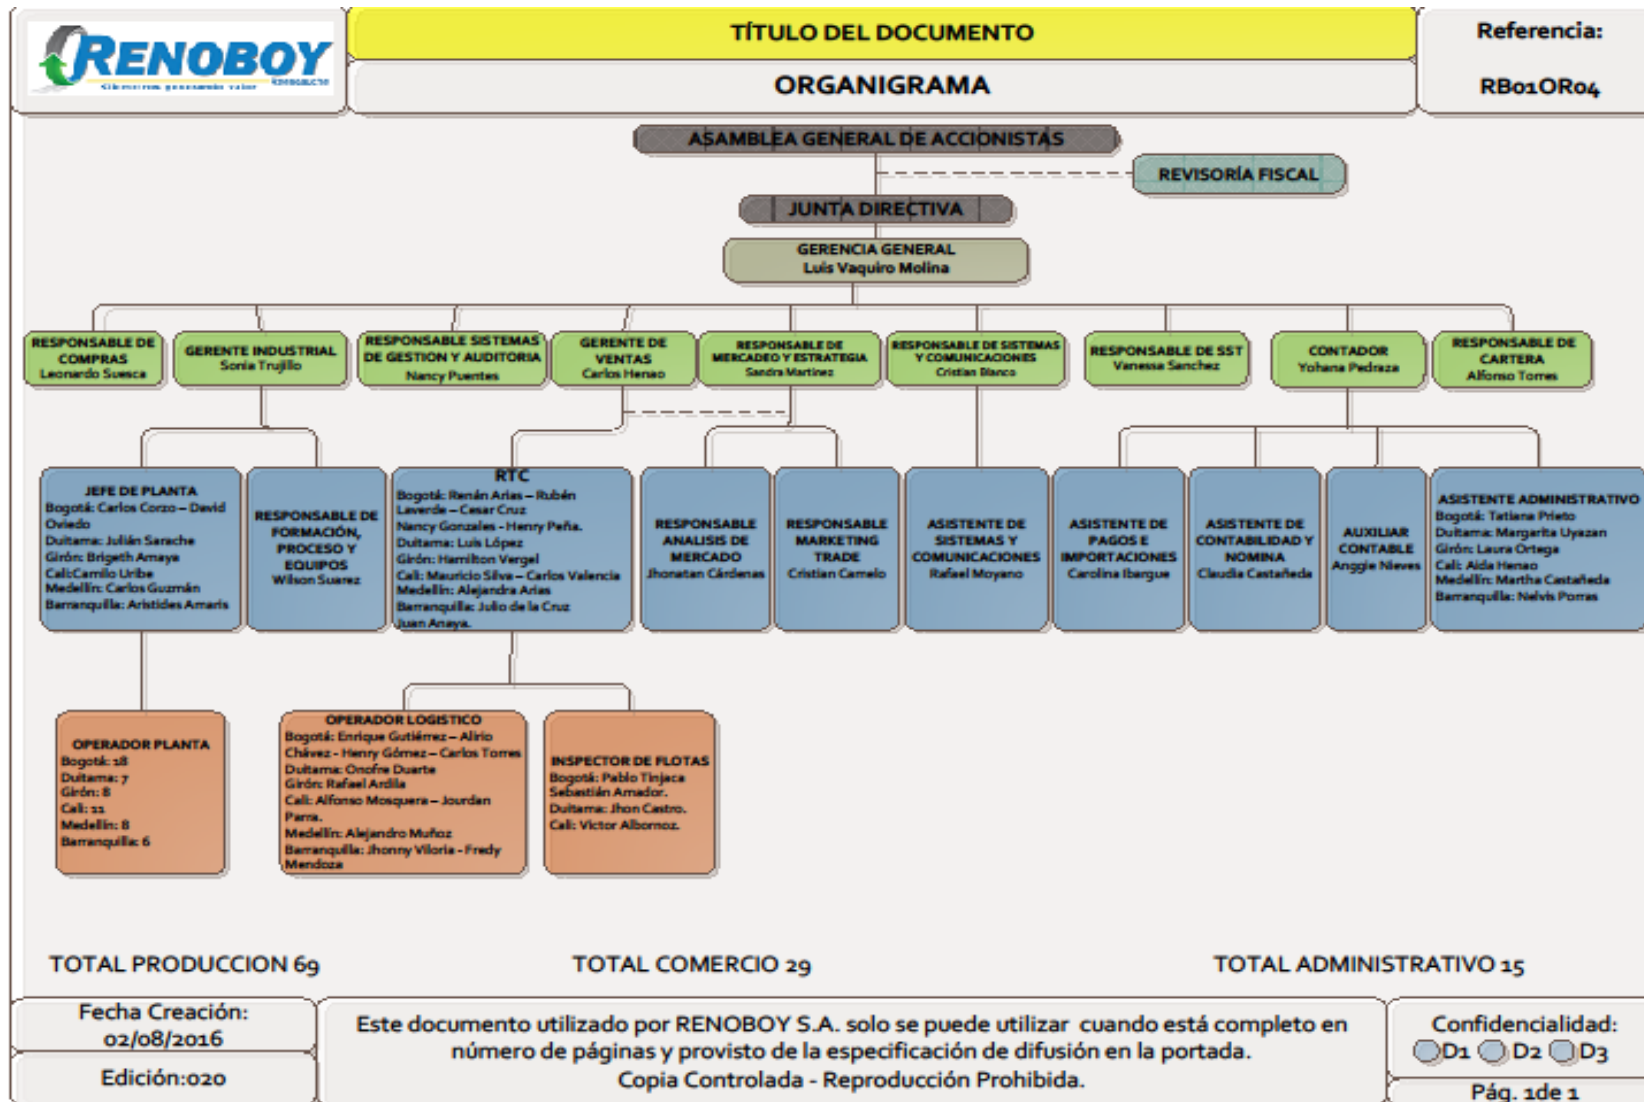 RENOBOY
TÍTULO DEL DOCUMENTO
ORGANIGRAMA
Referencia:
RB01OR04
ASAMBLEA GENERAL DE ACCIONISTAS
REVISORÍA FISCAL
JUNTA DIRECTIVA
GERENCIA GENERAL
Luis Vaquiro Molina
RESPONSABLE DE
COMPRAS
Leonardo Suesca
GERENTE INDUSTRIAL
Sonia Trujillo
RESPONSABLE SISTEMAS
DE GESTION Y AUDITORIA
Nancy Puentes
GERENTE DE
VENTAS
Carlos Henao
RESPONSABLE DE
MERCADEO Y ESTRATEGIA
Sandra Martinez
RESPONSABLE DE SISTEMAS
Y COMUNICACIONES
Cristian Blanco
RESPONSABLE DE SST
Vanessa Sanchez
CONTADOR
Yohana Pedraza
RESPONSABLE DE
CARTERA
Alfonso Torres
JEFE DE PLANTA
Bogotá: Carlos Corzo – David
Oviedo
Duitama: Julián Sarache
Girón: Brigeth Amaya
Cali:Camilo Uribe
Medellín: Carlos Guzmán
Barranquilla: Aristides Amaris
RESPONSABLE DE
FORMACIÓN,
PROCESO Y
EQUIPOS
Wilson Suarez
RTC
Bogotá: Renán Arias – Rubén
Laverde – Cesar Cruz
Nancy Gonzales - Henry Peña.
Duitama: Luis López
Girón: Hamilton Vergel
Cali: Mauricio Silva – Carlos Valencia
Medellín: Alejandra Arias
Barranquilla: Julio de la Cruz
Juan Anaya.
RESPONSABLE
ANALISIS DE
MERCADO
Jhonatan Cárdenas
RESPONSABLE
MARKETING
TRADE
Cristian Camelo
ASISTENTE DE
SISTEMAS Y
COMUNICACIONES
Rafael Moyano
ASISTENTE DE
PAGOS E
IMPORTACIONES
Carolina Ibargue
ASISTENTE DE
CONTABILIDAD Y
NOMINA
Claudia Castañeda
AUXILIAR
CONTABLE
Anggie Nieves
ASISTENTE ADMINISTRATIVO
Bogotá: Tatiana Prieto
Duitama: Margarita Uyazan
Girón: Laura Ortega
Cali: Aida Henao
Medellín: Martha Castañeda
Barranquilla: Nelvis Porras
OPERADOR PLANTA
Bogotá: 18
Duitama: 7
Girón: 8
Cali: 11
Medellín: 8
Barranquilla: 6
OPERADOR LOGISTICO
Bogotá: Enrique Gutiérrez – Alirio
Chávez - Henry Gómez – Carlos Torres
Duitama: Onofre Duarte
Girón: Rafael Ardila
Cali: Alfonso Mosquera – Jourdan
Parra.
Medellín: Alejandro Muñoz
Barranquilla: Jhonny Viloria - Fredy
Mendoza
INSPECTOR DE FLOTAS
Bogotá: Pablo Tinjaca
Sebastián Amador.
Duitama: Jhon Castro.
Cali: Victor Albornoz.
TOTAL PRODUCCION 69
TOTAL COMERCIO 29
TOTAL ADMINISTRATIVO 15
Fecha Creación:
02/08/2016
Edición:020
Este documento utilizado por RENOBOY S.A. solo se puede utilizar cuando está completo en
número de páginas y provisto de la especificación de difusión en la portada.
Copia Controlada - Reproducción Prohibida.
Confidencialidad:
D1 D2 D3
Pág. 1de 1